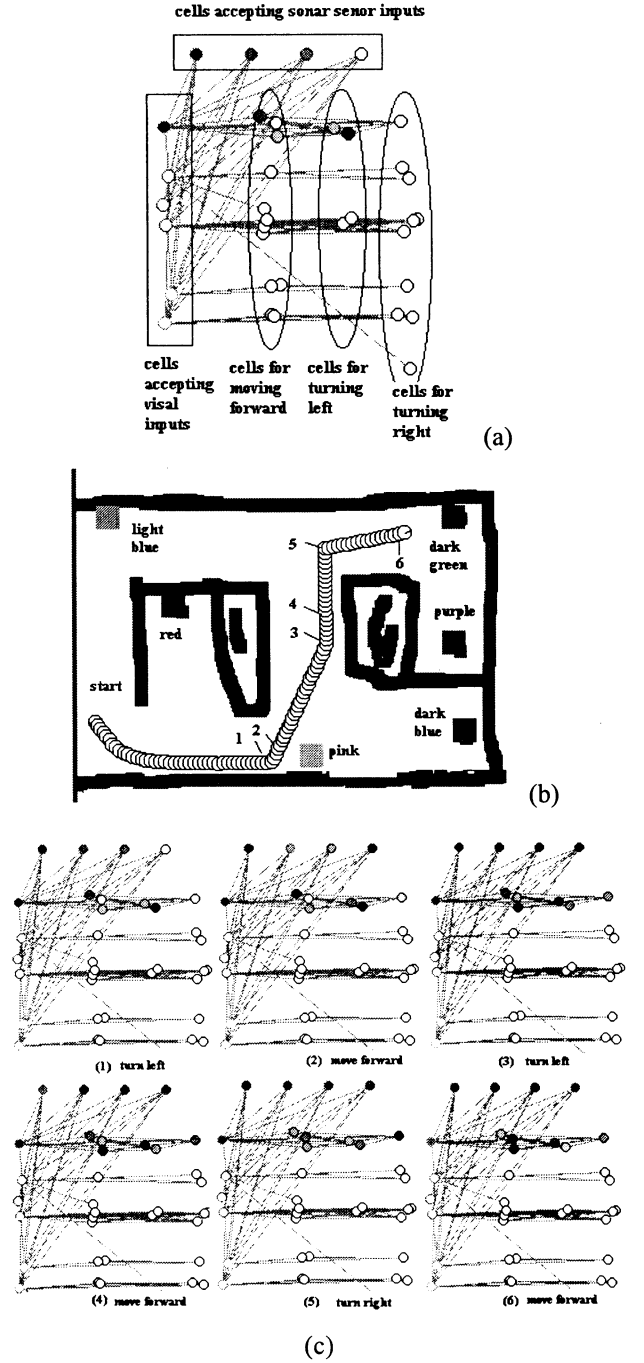 cells accepting sonar senor inputs
cells
accepting
visal
inputs
cells for
moving
forward
cells for
turning
left
cells for
turning
right
(a)
light
blue
5
6
dark
green
red
4
3
purple
start
2
1
pink
dark
blue
(b)
(1) turn left
(2) move forward
(3) turn left
(4) move forward
(5) turn right
(6) move forward
(c)